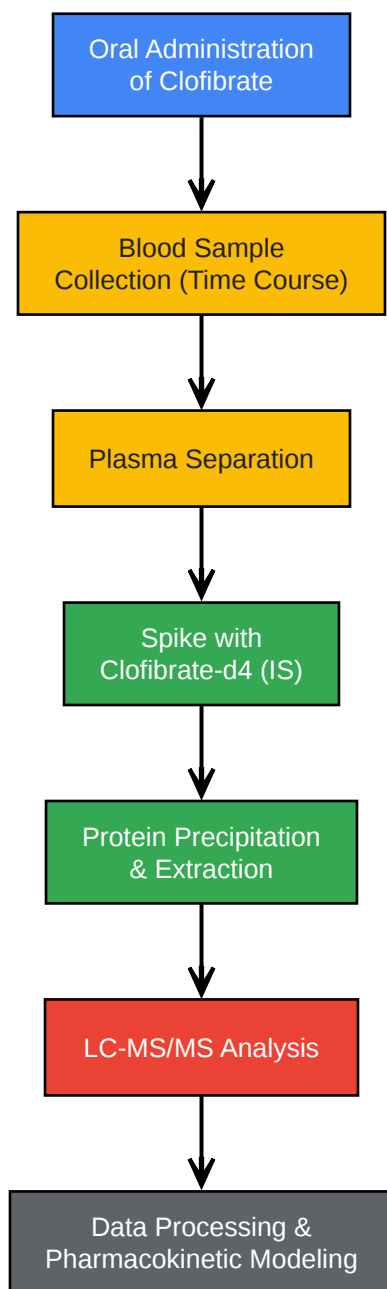 Oral Administration
of Clofibrate
Blood Sample
Collection (Time Course)
Plasma Separation
Spike with
Clofibrate-d4 (IS)
Protein Precipitation
& Extraction
LC-MS/MS Analysis
Data Processing &
Pharmacokinetic Modeling